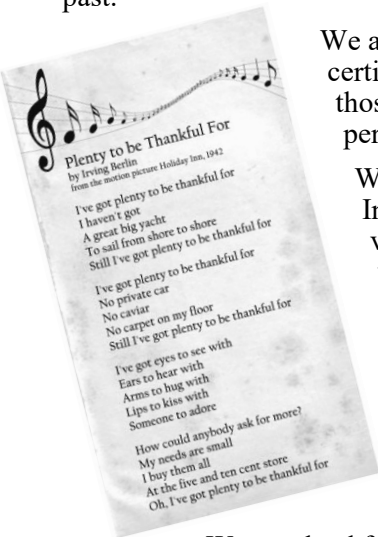 past.
We a
certi
thos
per
W
In
Plenty to be Thankful For
by Irving Berlin
from the motion picture Holiday Inn, 1942
I've got plenty to be thankful for
I haven't got
A great big yacht
To sail from shore to shore
Still I've got plenty to be thankful for
I've got plenty to be thankful for
No private car
No caviar
No carpet on my floor
Still I've got plenty to be thankful for
I've got eyes to see with
Ears to hear with
Arms to hug with
Lips to kiss with
Someone to adore
How could anybody ask for more?
My needs are small
I buy them all
At the five and ten cent store
Oh, I've got plenty to be thankful for